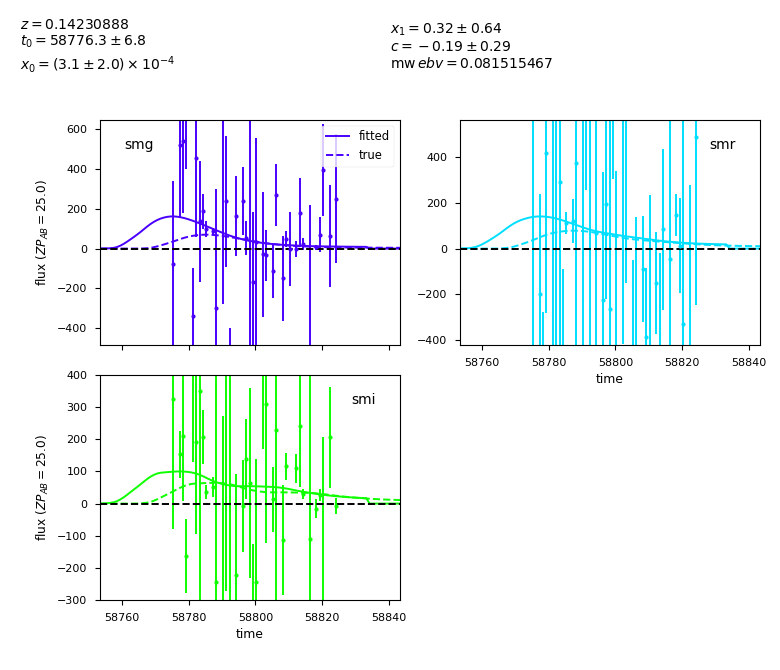 z = 0.14230888
t₀ = 58776.3 ± 6.8
x₀ = (3.1 ± 2.0) × 10⁻⁴
x₁ = 0.32 ± 0.64
c = −0.19 ± 0.29
mw ebv = 0.081515467
smg
fitted
true
600
400
200
0
−200
−400
flux (ZP_AB = 25.0)
smr
400
200
0
−200
−400
58760 58780 58800 58820 58840
time
smi
400
300
200
100
0
−100
−200
−300
flux (ZP_AB = 25.0)
58760 58780 58800 58820 58840
time